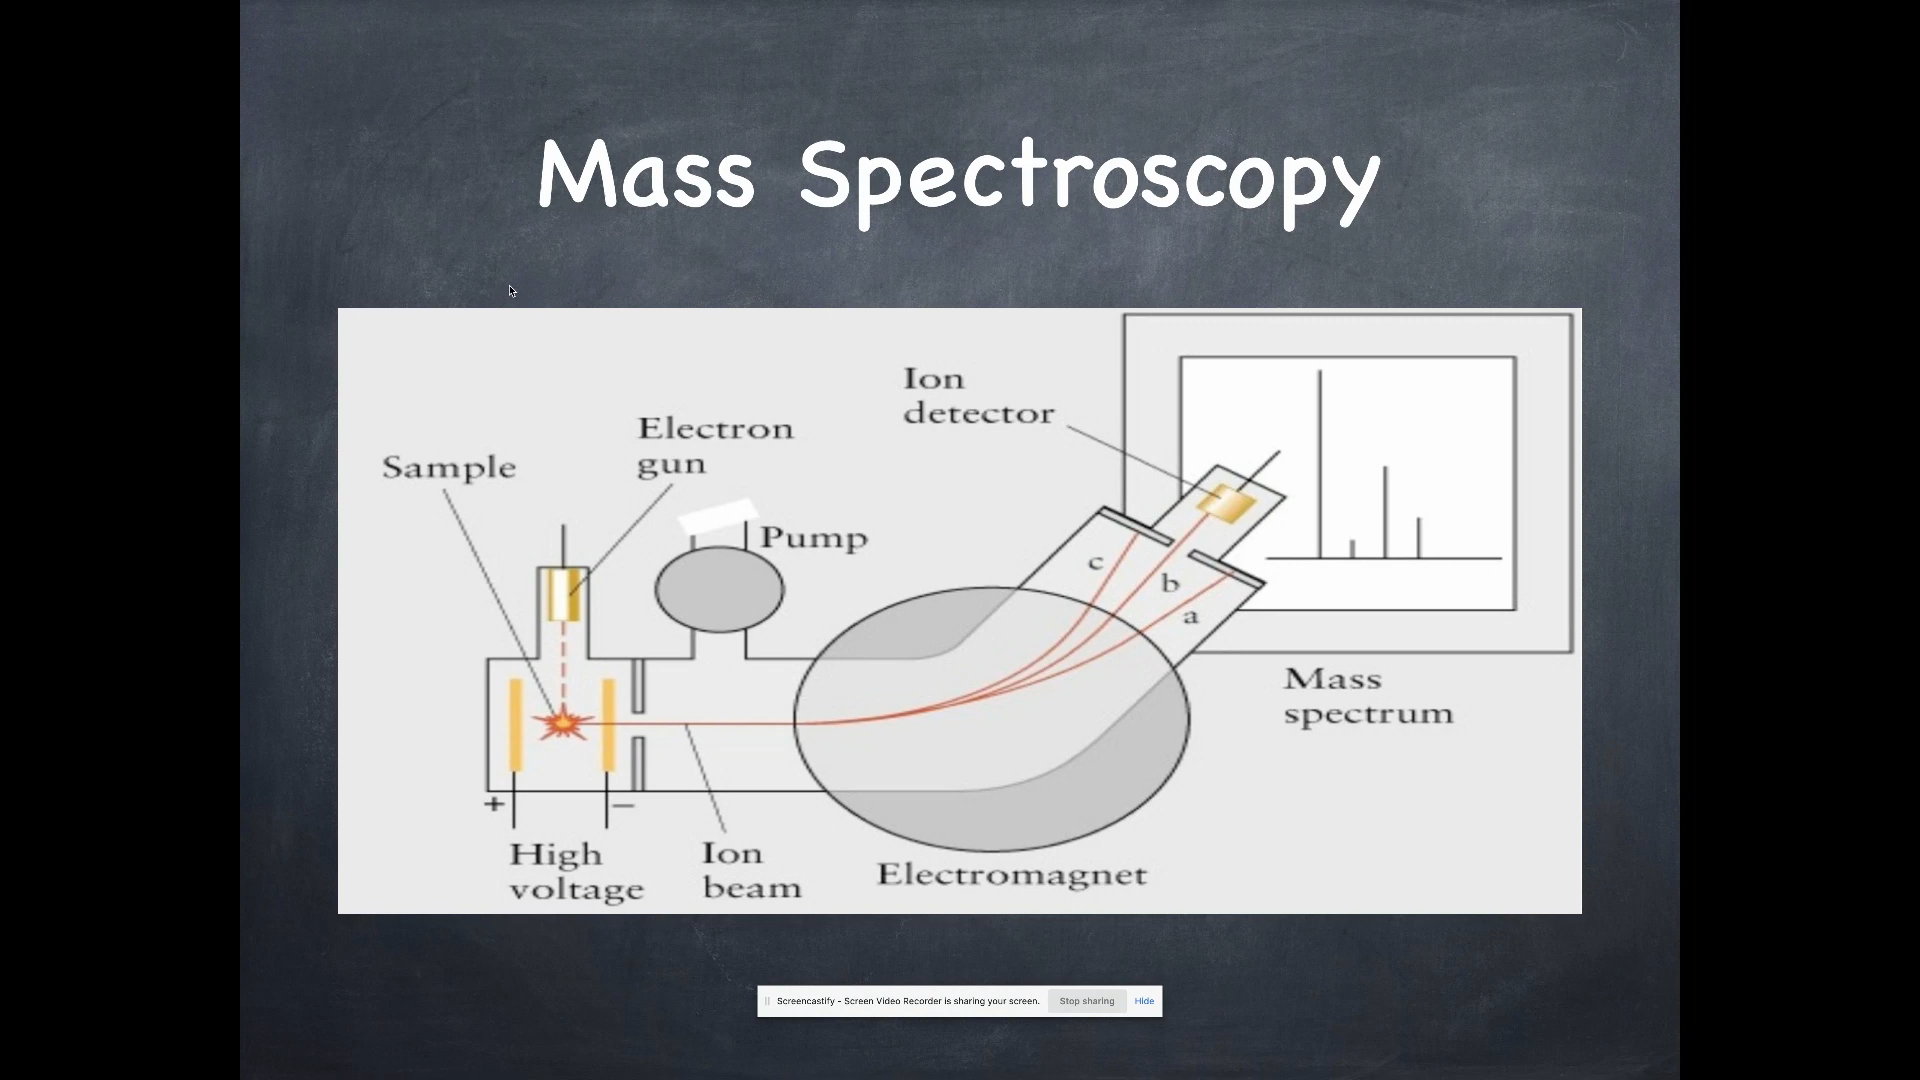 Mass Spectroscopy
Ion
detector
Electron
gun
Sample
Pump
c
b
a
Mass
spectrum
+
–
High
voltage
Ion
beam
Electromagnet
Screencastify - Screen Video Recorder is sharing your screen.
Stop sharing
Hide